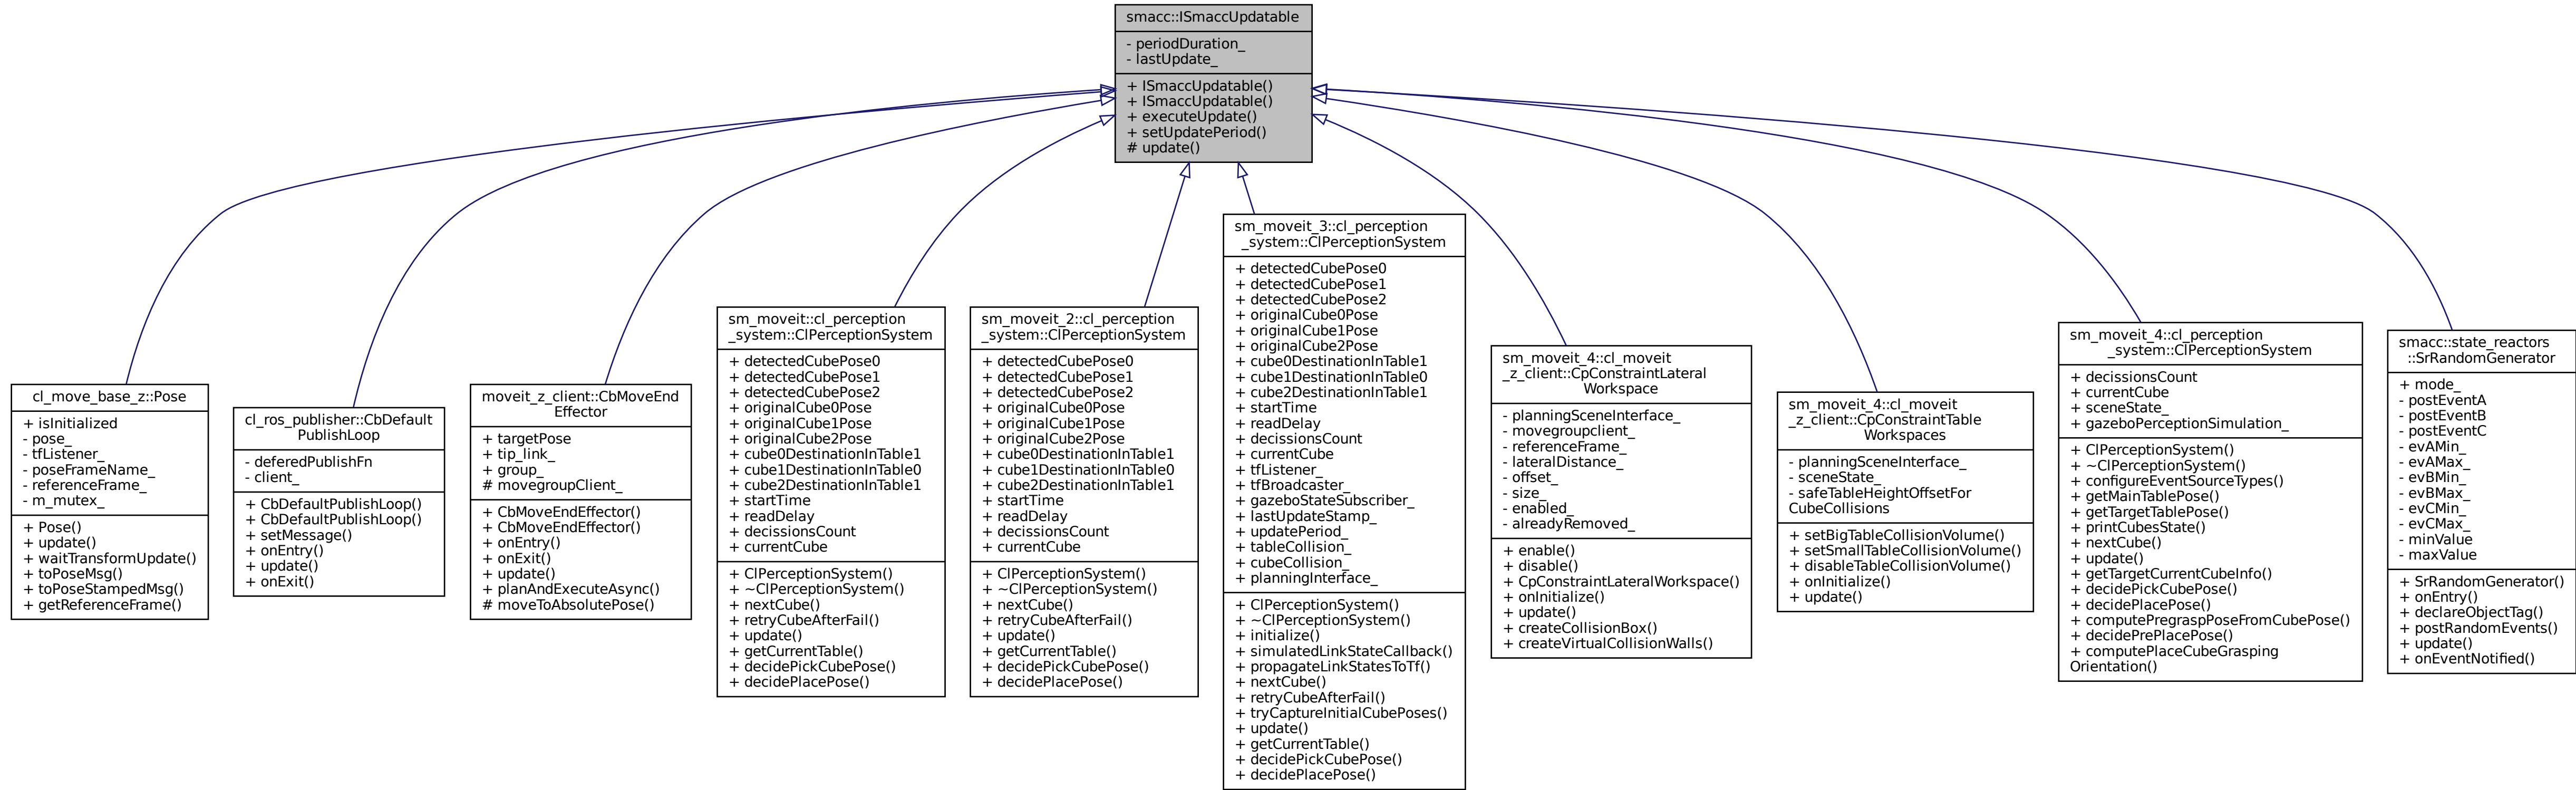 smacc::ISmaccUpdatable
- periodDuration_
- lastUpdate_
+ ISmaccUpdatable()
+ ISmaccUpdatable()
+ executeUpdate()
+ setUpdatePeriod()
# update()
cl_move_base_z::Pose
+ isInitialized
- pose_
- tfListener_
- poseFrameName_
- referenceFrame_
- m_mutex_
+ Pose()
+ update()
+ waitTransformUpdate()
+ toPoseMsg()
+ toPoseStampedMsg()
+ getReferenceFrame()
cl_ros_publisher::CbDefault
PublishLoop
- deferedPublishFn
- client_
+ CbDefaultPublishLoop()
+ CbDefaultPublishLoop()
+ setMessage()
+ onEntry()
+ update()
+ onExit()
moveit_z_client::CbMoveEnd
Effector
+ targetPose
+ tip_link_
+ group_
# movegroupClient_
+ CbMoveEndEffector()
+ CbMoveEndEffector()
+ onEntry()
+ onExit()
+ update()
+ planAndExecuteAsync()
# moveToAbsolutePose()
sm_moveit::cl_perception
_system::ClPerceptionSystem
+ detectedCubePose0
+ detectedCubePose1
+ detectedCubePose2
+ originalCube0Pose
+ originalCube1Pose
+ originalCube2Pose
+ cube0DestinationInTable1
+ cube1DestinationInTable0
+ cube2DestinationInTable1
+ startTime
+ readDelay
+ decissionsCount
+ currentCube
+ ClPerceptionSystem()
+ ~ClPerceptionSystem()
+ nextCube()
+ retryCubeAfterFail()
+ update()
+ getCurrentTable()
+ decidePickCubePose()
+ decidePlacePose()
sm_moveit_2::cl_perception
_system::ClPerceptionSystem
+ detectedCubePose0
+ detectedCubePose1
+ detectedCubePose2
+ originalCube0Pose
+ originalCube1Pose
+ originalCube2Pose
+ cube0DestinationInTable1
+ cube1DestinationInTable0
+ cube2DestinationInTable1
+ startTime
+ readDelay
+ decissionsCount
+ currentCube
+ ClPerceptionSystem()
+ ~ClPerceptionSystem()
+ nextCube()
+ retryCubeAfterFail()
+ update()
+ getCurrentTable()
+ decidePickCubePose()
+ decidePlacePose()
sm_moveit_3::cl_perception
_system::ClPerceptionSystem
+ detectedCubePose0
+ detectedCubePose1
+ detectedCubePose2
+ originalCube0Pose
+ originalCube1Pose
+ originalCube2Pose
+ cube0DestinationInTable1
+ cube1DestinationInTable0
+ cube2DestinationInTable1
+ startTime
+ readDelay
+ decissionsCount
+ currentCube
+ tfListener_
+ tfBroadcaster_
+ gazeboStateSubscriber_
+ lastUpdateStamp_
+ updatePeriod_
+ tableCollision_
+ cubeCollision_
+ planningInterface_
+ ClPerceptionSystem()
+ ~ClPerceptionSystem()
+ initialize()
+ simulatedLinkStateCallback()
+ propagateLinkStatesToTf()
+ nextCube()
+ retryCubeAfterFail()
+ tryCaptureInitialCubePoses()
+ update()
+ getCurrentTable()
+ decidePickCubePose()
+ decidePlacePose()
sm_moveit_4::cl_moveit
_z_client::CpConstraintLateral
Workspace
- planningSceneInterface_
- movegroupclient_
- referenceFrame_
- lateralDistance_
- offset_
- size_
- enabled_
- alreadyRemoved_
+ enable()
+ disable()
+ CpConstraintLateralWorkspace()
+ onInitialize()
+ update()
+ createCollisionBox()
+ createVirtualCollisionWalls()
sm_moveit_4::cl_moveit
_z_client::CpConstraintTable
Workspaces
- planningSceneInterface_
- sceneState_
- safeTableHeightOffsetFor
CubeCollisions
+ setBigTableCollisionVolume()
+ setSmallTableCollisionVolume()
+ disableTableCollisionVolume()
+ onInitialize()
+ update()
sm_moveit_4::cl_perception
_system::ClPerceptionSystem
+ decissionsCount
+ currentCube
+ sceneState_
+ gazeboPerceptionSimulation_
+ ClPerceptionSystem()
+ ~ClPerceptionSystem()
+ configureEventSourceTypes()
+ getMainTablePose()
+ getTargetTablePose()
+ printCubesState()
+ nextCube()
+ update()
+ getTargetCurrentCubeInfo()
+ decidePickCubePose()
+ decidePlacePose()
+ computePregraspPoseFromCubePose()
+ decidePrePlacePose()
+ computePlaceCubeGrasping
Orientation()
smacc::state_reactors
::SrRandomGenerator
+ mode_
- postEventA
- postEventB
- postEventC
- evAMin_
- evAMax_
- evBMin_
- evBMax_
- evCMin_
- evCMax_
- minValue
- maxValue
+ SrRandomGenerator()
+ onEntry()
+ declareObjectTag()
+ postRandomEvents()
+ update()
+ onEventNotified()